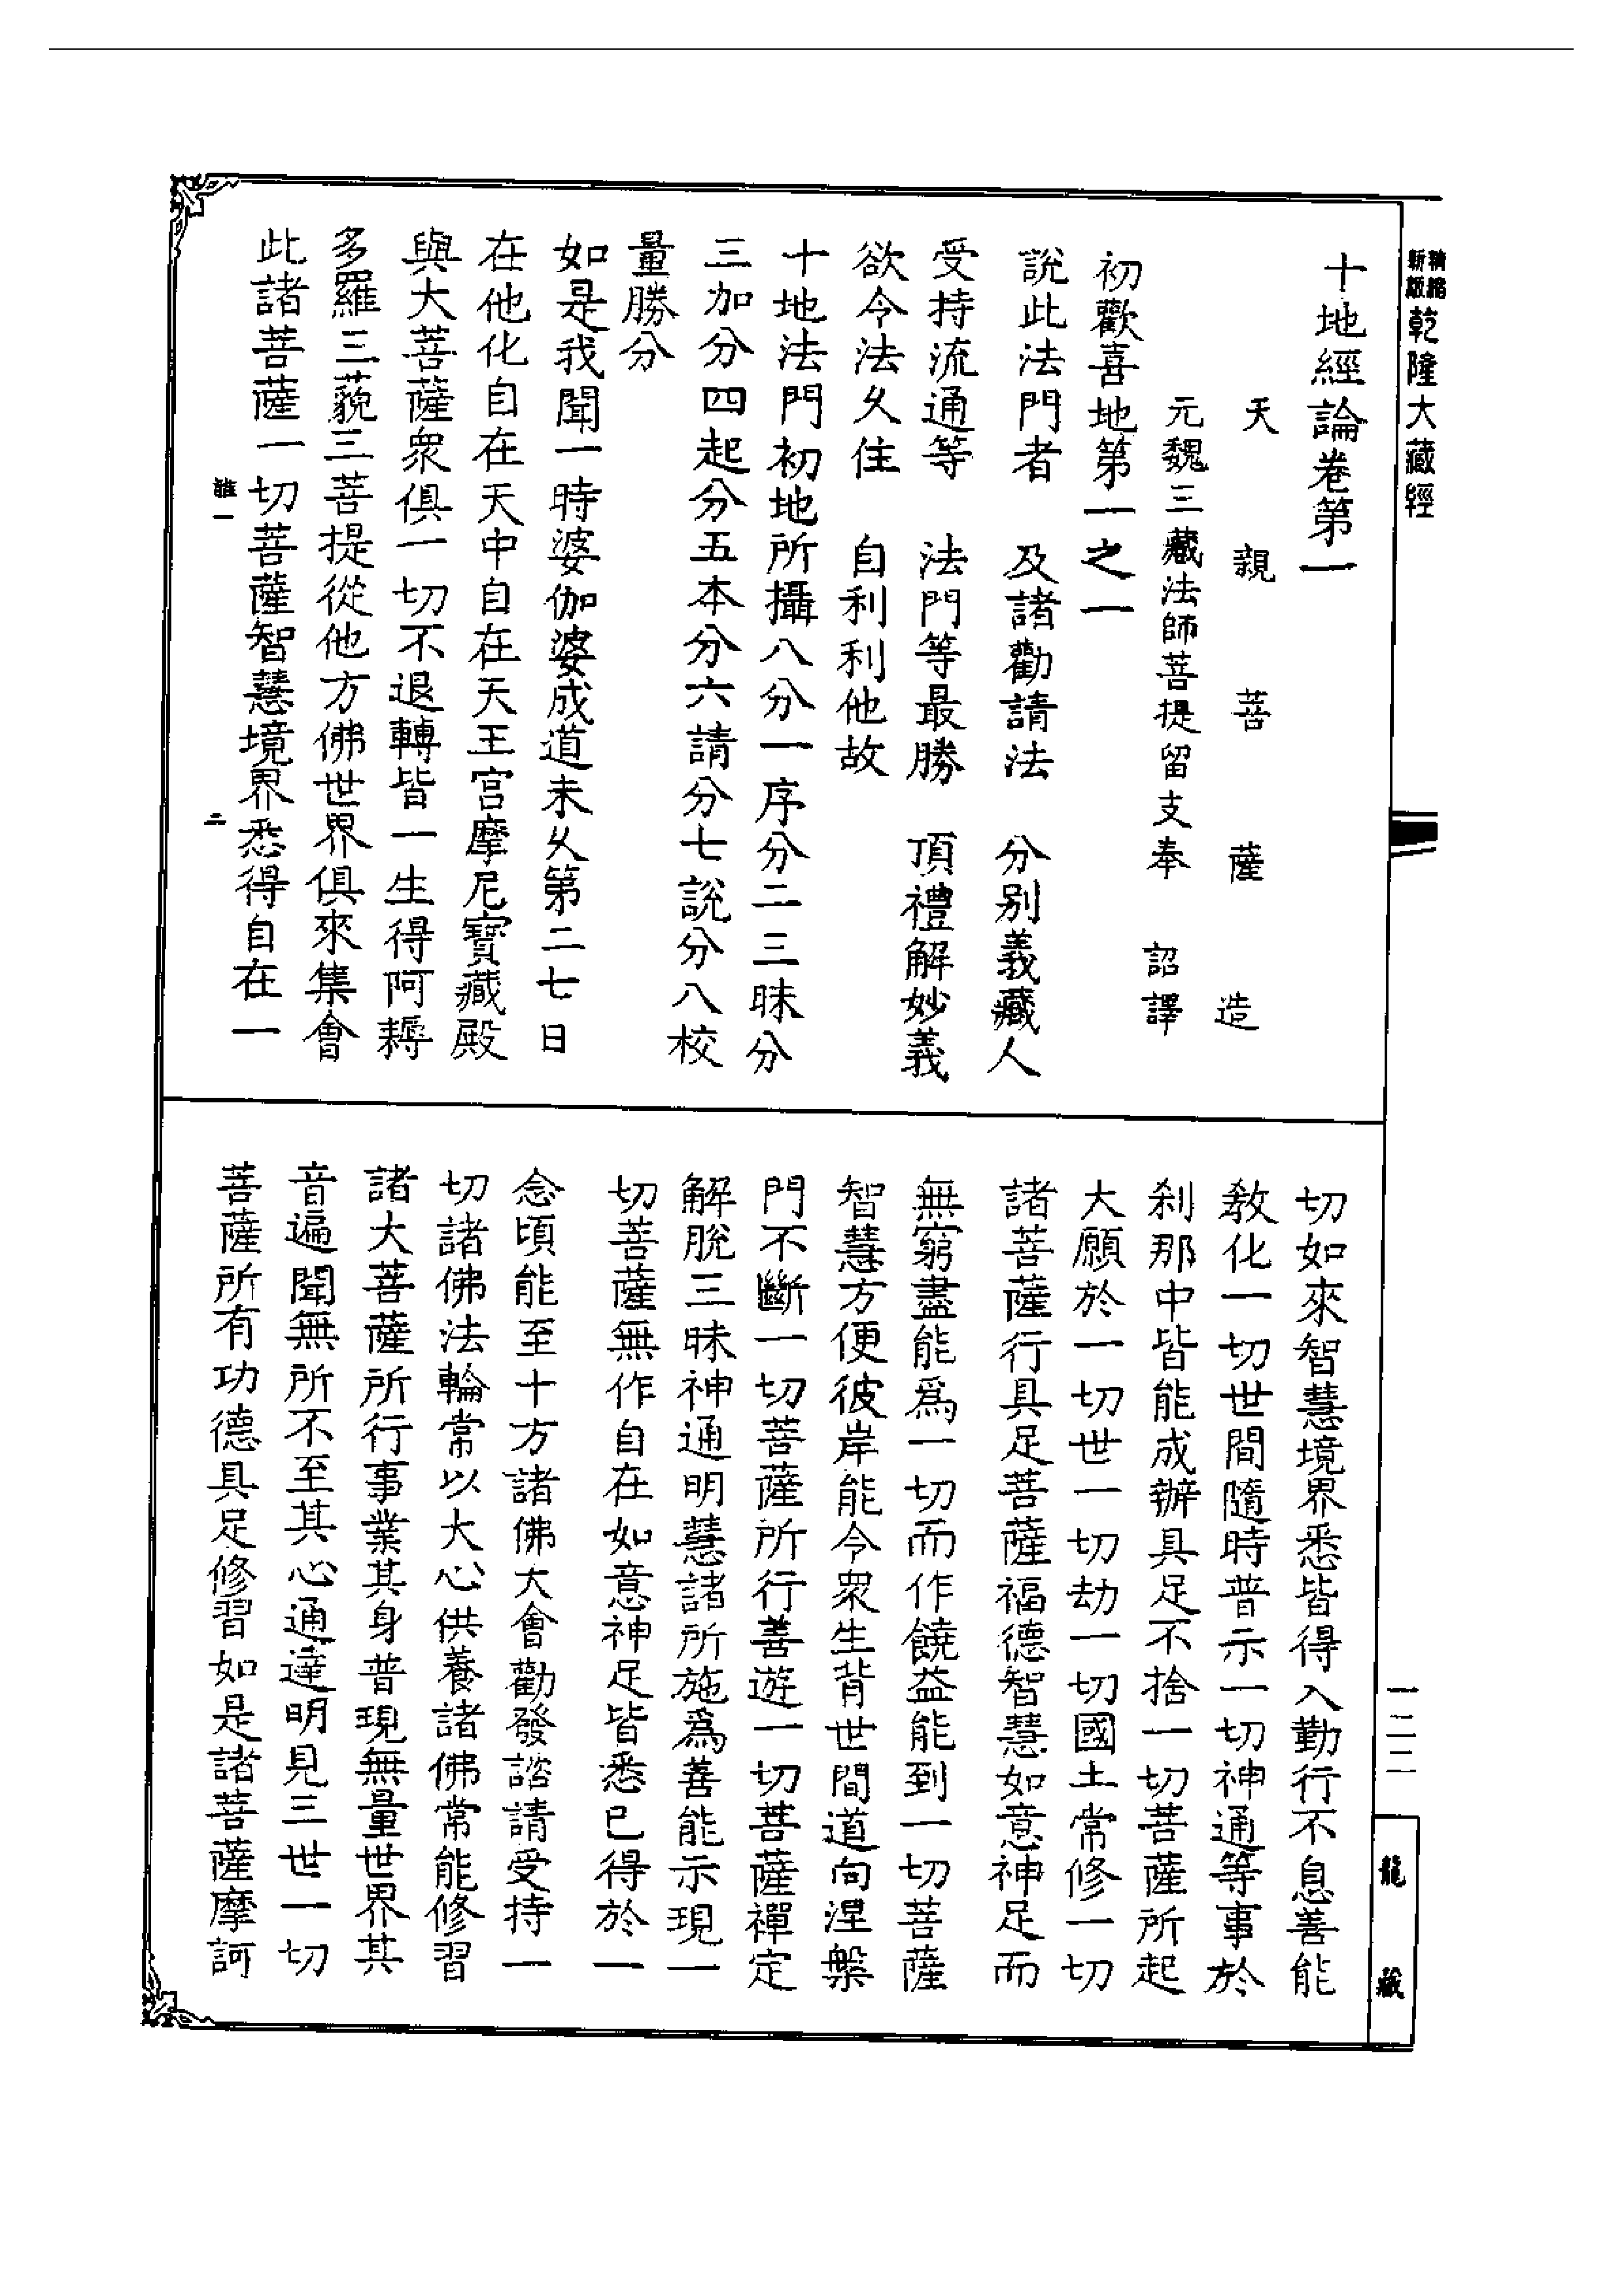 精縮新版乾隆大藏經
十地經論卷第一
天親菩薩造
元魏三藏法師菩提留支奉 詔譯
初歡喜地第一之一
說此法門者 及諸勸請法 分别義藏人
受持流通等 法門等最勝 頂禮解妙義
欲令法久住 自利利他故
十地法門初地所攝八分一序分二三昧分
三加分四起分五本分六請分七說分八校
量勝分
如是我聞一時婆伽婆成道未久第二七日
在他化自在天中自在天王宮摩尼寶藏殿
與大菩薩衆俱一切不退轉皆一生得阿耨
多羅三藐三菩提從他方佛世界俱來集會
此諸菩薩一切菩薩智慧境界悉得自在一
誰一
二
切如來智慧境界悉皆得入勤行不息善能
教化一切世間隨時普示一切神通等事於
刹那中皆能成辦具足不捨一切菩薩所起
大願於一切世一切劫一切國土常修一切
諸菩薩行具足菩薩福德智慧如意神足而
無窮盡能爲一切而作饒益能到一切菩薩
智慧方便彼岸能令衆生背世間道向涅槃
門不斷一切菩薩所行善遊一切菩薩禪定
解脫三昧神通明慧諸所施爲善能示現一
切菩薩無作自在如意神足皆悉已得於一
念頃能至十方諸佛大會勸發諮請受持一
切諸佛法輪常以大心供養諸佛常能修習
諸大菩薩所行事業其身普現無量世界其
音遍聞無所不至其心通達明見三世一切
菩薩所有功德具足修習如是諸菩薩摩訶
一二二
龍藏